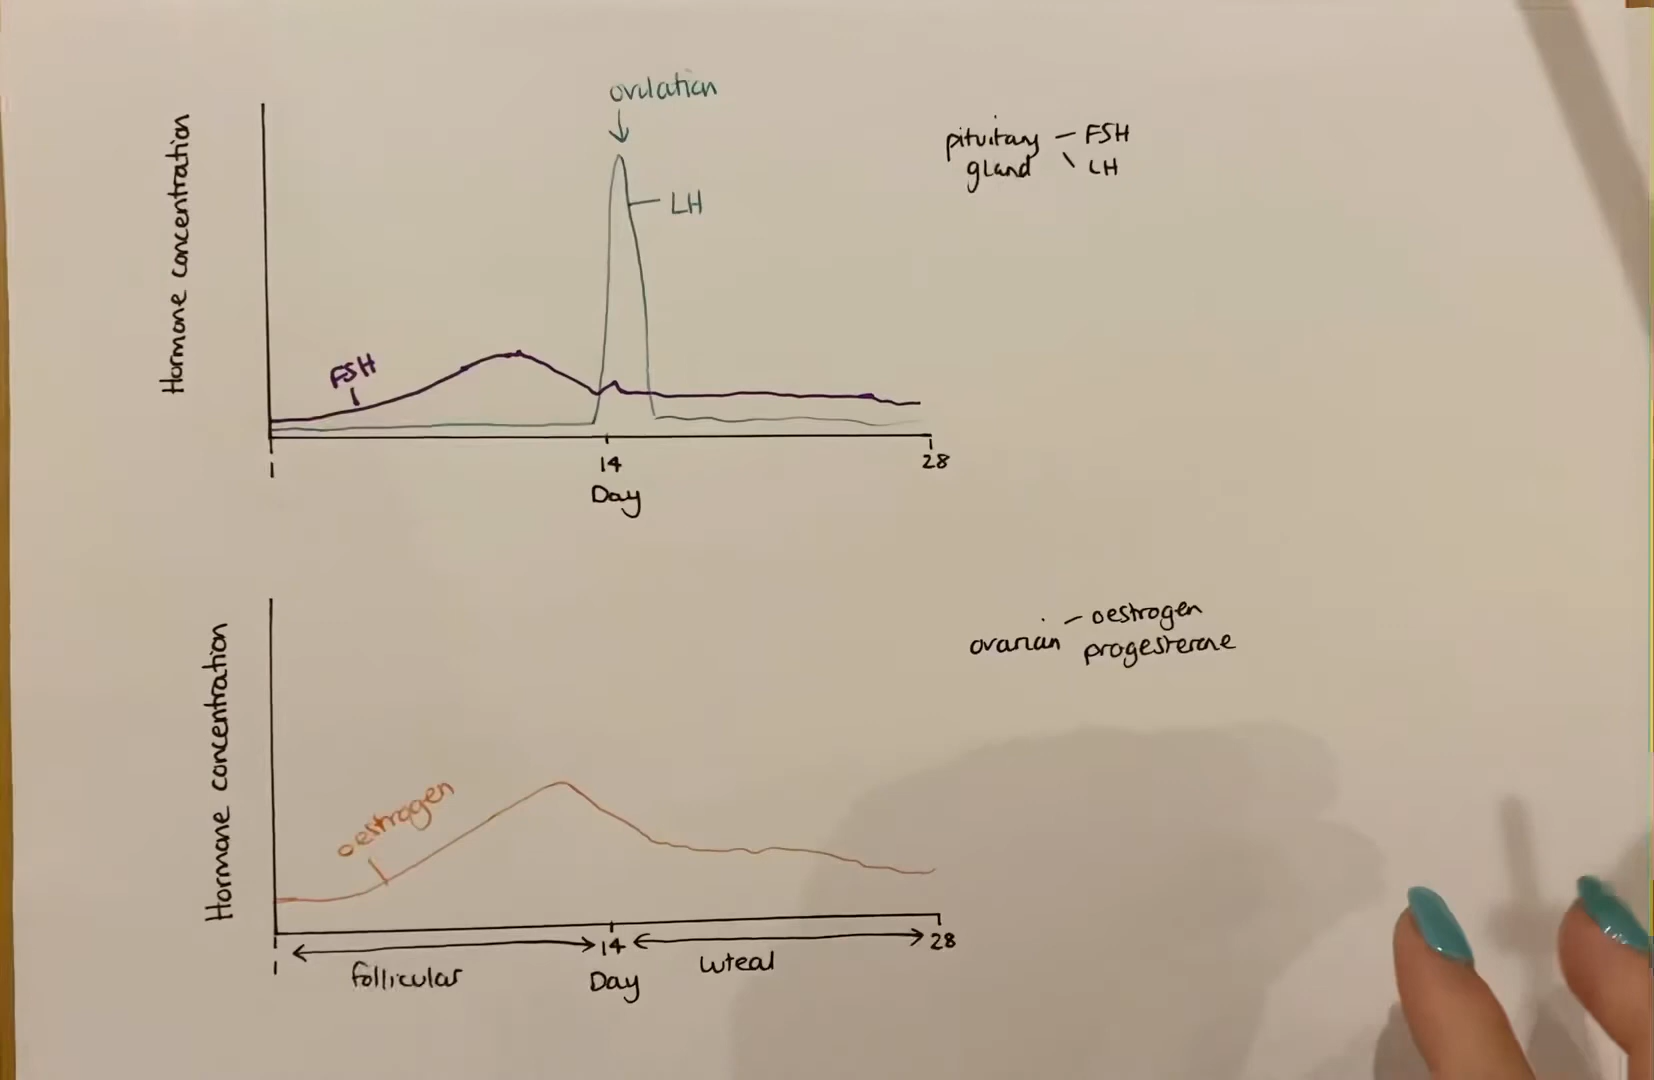 ovulation
Hormone concentration
pituitary – FSH
gland \ LH
LH
FSH
1
14
28
Day
ovarian – oestrogen
progesterone
Hormone concentration
oestrogen
1
14
28
follicular
luteal
Day